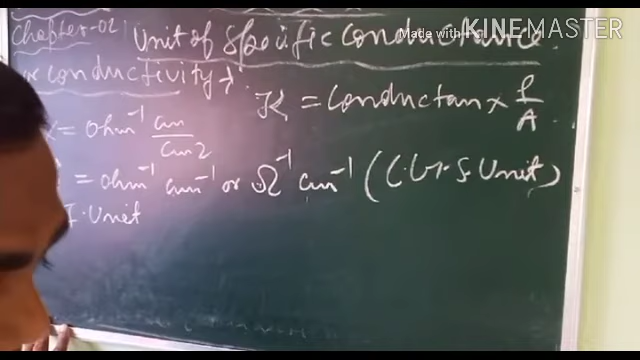 Made with KINEMASTER
Chapter-02
Unit of Specific conductance
or conductivity
K = Conductan × l/A
= ohm⁻¹ cm/cm2
= ohm⁻¹ cm⁻¹ or Ω⁻¹ cm⁻¹ (C.G.S. Unit)
I. Unit